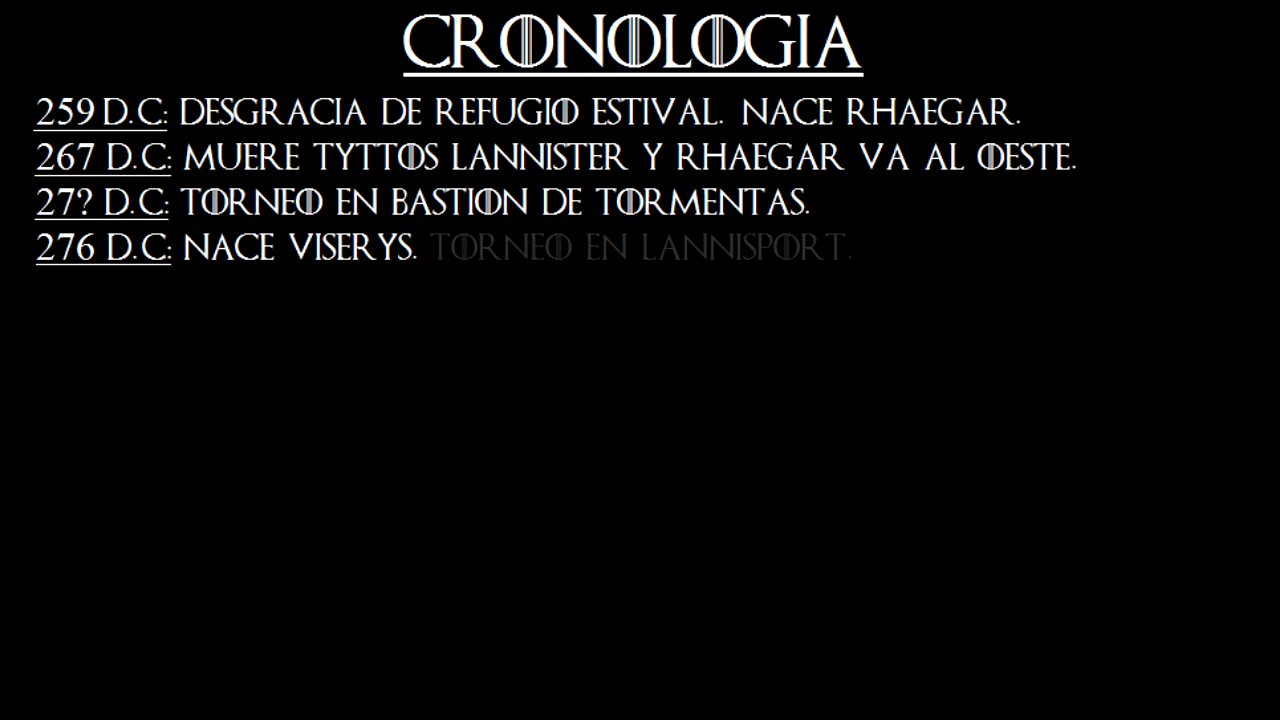 CRONOLOGIA
259 D.C: DESGRACIA DE REFUGIO ESTIVAL. NACE RHAEGAR.
267 D.C: MUERE TYTTOS LANNISTER Y RHAEGAR VA AL OESTE.
27? D.C: TORNEO EN BASTION DE TORMENTAS.
276 D.C: NACE VISERYS. TORNEO EN LANNISPORT.